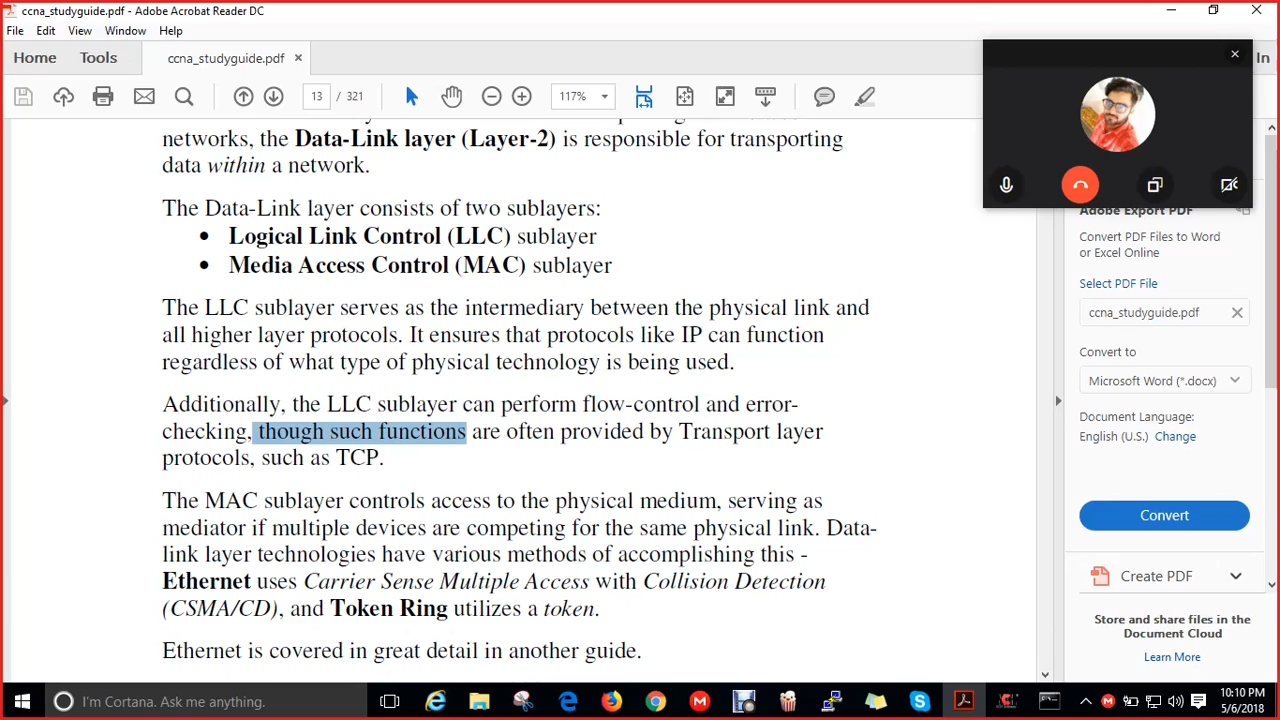 ccna_studyguide.pdf - Adobe Acrobat Reader DC
File Edit View Window Help
Home Tools ccna_studyguide.pdf × In
13 / 321 117%
networks, the Data-Link layer (Layer-2) is responsible for transporting
data within a network.
The Data-Link layer consists of two sublayers:
• Logical Link Control (LLC) sublayer
• Media Access Control (MAC) sublayer
The LLC sublayer serves as the intermediary between the physical link and
all higher layer protocols. It ensures that protocols like IP can function
regardless of what type of physical technology is being used.
Additionally, the LLC sublayer can perform flow-control and error-
checking, though such functions are often provided by Transport layer
protocols, such as TCP.
The MAC sublayer controls access to the physical medium, serving as
mediator if multiple devices are competing for the same physical link. Data-
link layer technologies have various methods of accomplishing this -
Ethernet uses Carrier Sense Multiple Access with Collision Detection
(CSMA/CD), and Token Ring utilizes a token.
Ethernet is covered in great detail in another guide.
Adobe Export PDF
Convert PDF Files to Word
or Excel Online
Select PDF File
ccna_studyguide.pdf
Convert to
Microsoft Word (*.docx)
Document Language:
English (U.S.) Change
Convert
Create PDF
Store and share files in the
Document Cloud
Learn More
I'm Cortana. Ask me anything.
10:10 PM
5/6/2018